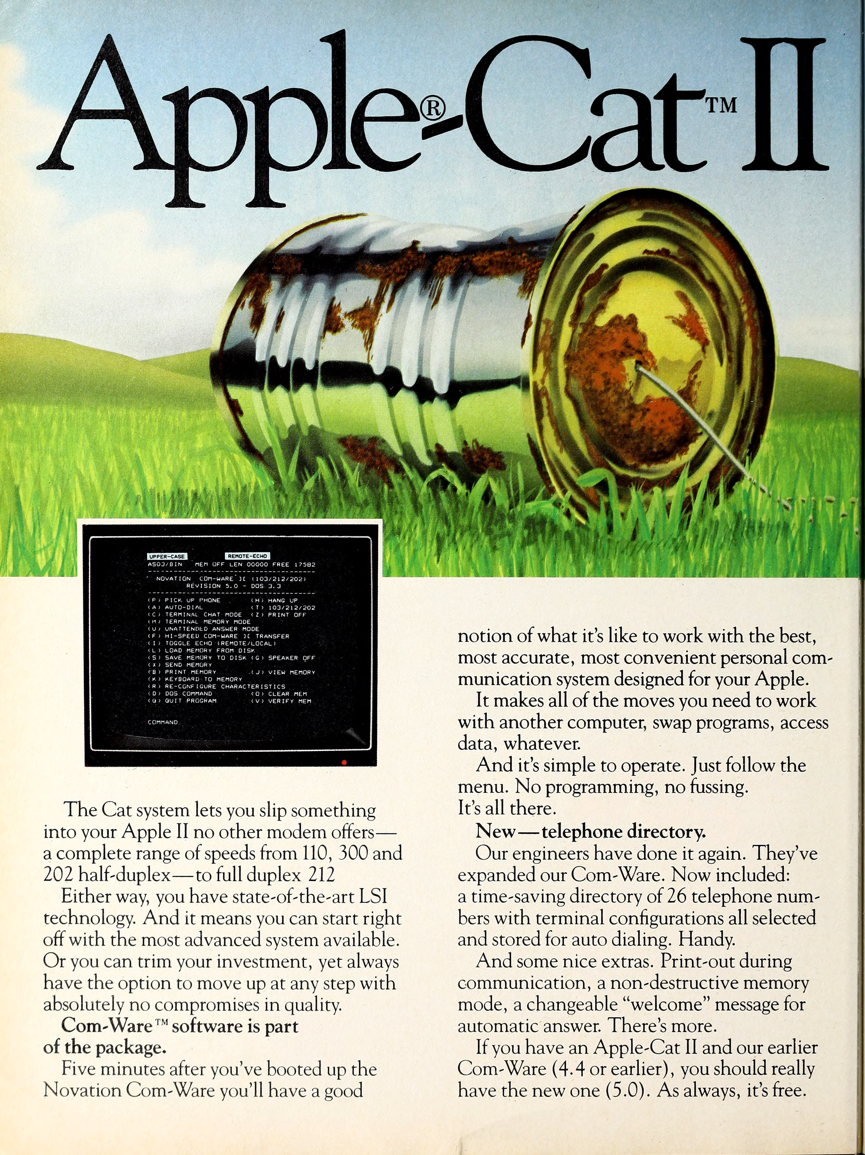 Apple®-Cat™ II
UPPER-CASE REMOTE-ECHO
ASO3/BIN MEM OFF LEN 00000 FREE 17582
NOVATION COM-WARE ][ (103/212/202)
REVISION 5.0 - DOS 3.3
(P) PICK UP PHONE (H) HANG UP
(A) AUTO-DIAL (T) 103/212/202
(C) TERMINAL CHAT MODE (Z) PRINT OFF
(M) TERMINAL MEMORY MODE
(U) UNATTENDED ANSWER MODE
(F) HI-SPEED COM-WARE ][ TRANSFER
(I) TOGGLE ECHO (REMOTE/LOCAL)
(L) LOAD MEMORY FROM DISK
(S) SAVE MEMORY TO DISK (G) SPEAKER OFF
(X) SEND MEMORY
(B) PRINT MEMORY (J) VIEW MEMORY
(K) KEYBOARD TO MEMORY
(R) RE-CONFIGURE CHARACTERISTICS
(D) DOS COMMAND (O) CLEAR MEM
(Q) QUIT PROGRAM (V) VERIFY MEM
COMMAND
The Cat system lets you slip something
into your Apple II no other modem offers—
a complete range of speeds from 110, 300 and
202 half-duplex—to full duplex 212
Either way, you have state-of-the-art LSI
technology. And it means you can start right
off with the most advanced system available.
Or you can trim your investment, yet always
have the option to move up at any step with
absolutely no compromises in quality.
Com-Ware™ software is part
of the package.
Five minutes after you've booted up the
Novation Com-Ware you'll have a good
notion of what it's like to work with the best,
most accurate, most convenient personal com-
munication system designed for your Apple.
It makes all of the moves you need to work
with another computer, swap programs, access
data, whatever.
And it's simple to operate. Just follow the
menu. No programming, no fussing.
It's all there.
New—telephone directory.
Our engineers have done it again. They've
expanded our Com-Ware. Now included:
a time-saving directory of 26 telephone num-
bers with terminal configurations all selected
and stored for auto dialing. Handy.
And some nice extras. Print-out during
communication, a non-destructive memory
mode, a changeable “welcome” message for
automatic answer. There's more.
If you have an Apple-Cat II and our earlier
Com-Ware (4.4 or earlier), you should really
have the new one (5.0). As always, it's free.